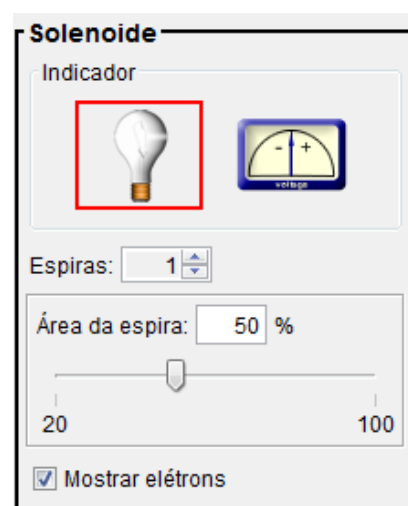 Solenoide
Indicador
- +
voltage
Espiras: 1
Área da espira: 50 %
20 100
Mostrar elétrons